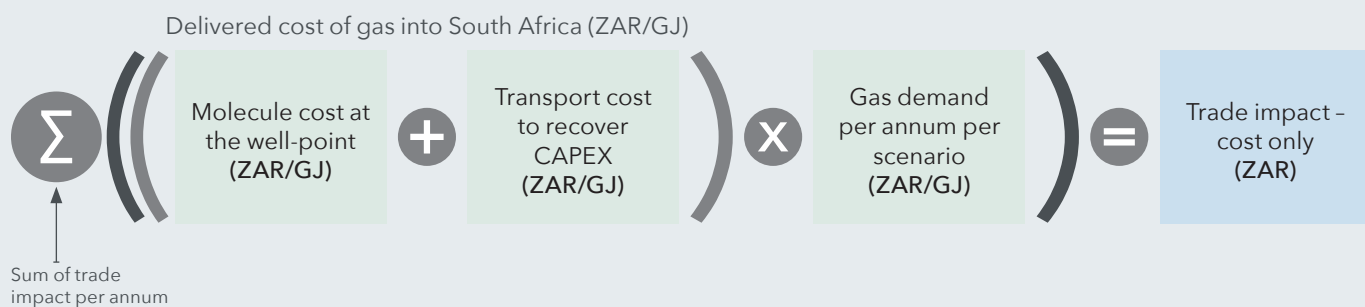 Delivered cost of gas into South Africa (ZAR/GJ)
∑
Molecule cost at
the well-point
(ZAR/GJ)
+
Transport cost
to recover
CAPEX
(ZAR/GJ)
x
Gas demand
per annum per
scenario
(ZAR/GJ)
=
Trade impact –
cost only
(ZAR)
Sum of trade
impact per annum